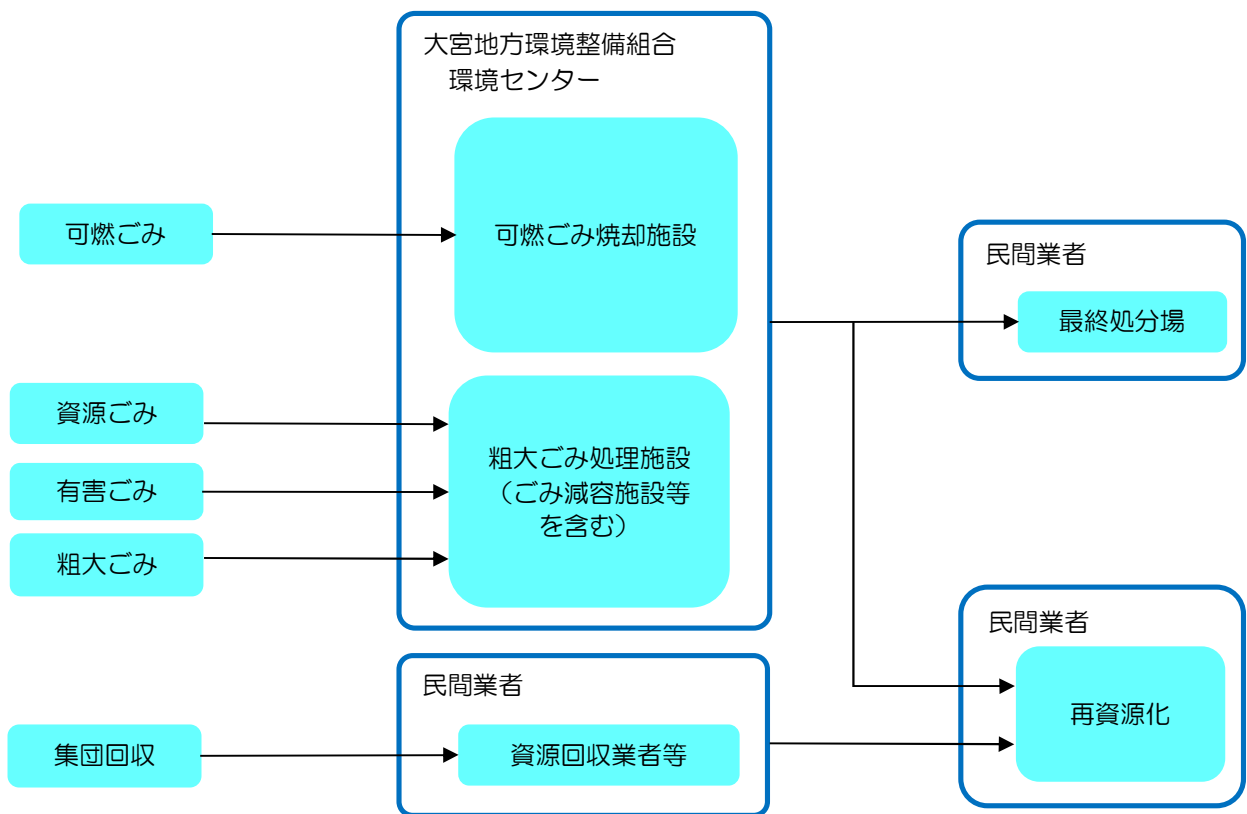 大宮地方環境整備組合
環境センター
可燃ごみ
可燃ごみ焼却施設
民間業者
最終処分場
資源ごみ
有害ごみ
粗大ごみ
粗大ごみ処理施設
（ごみ減容施設等
を含む）
民間業者
再資源化
民間業者
集団回収
資源回収業者等